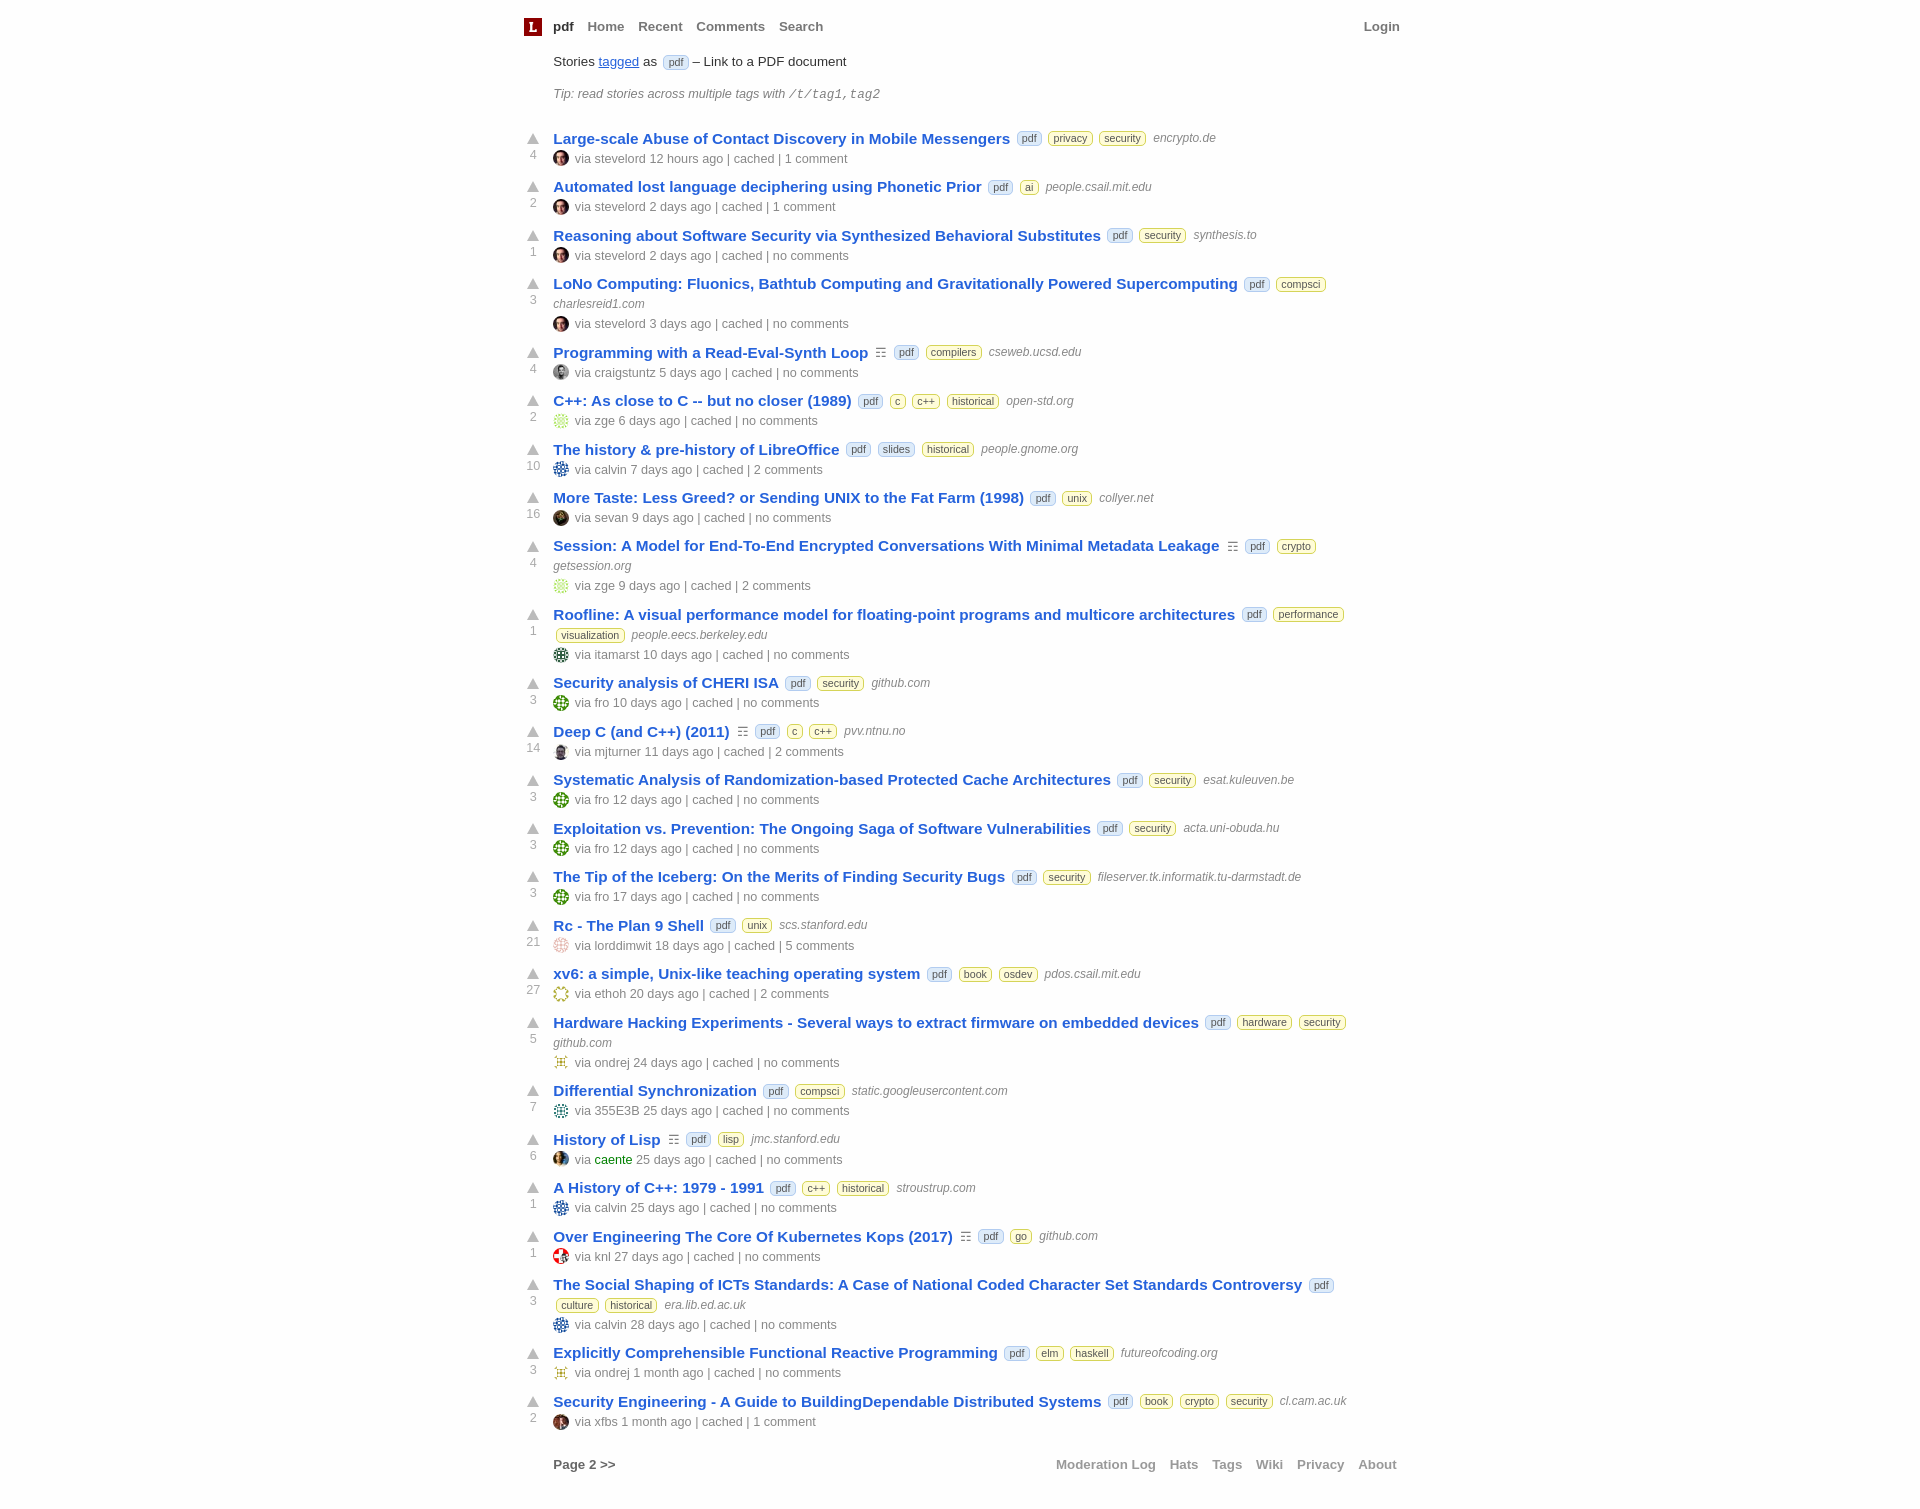 L pdf Home Recent Comments Search Login
Stories tagged as pdf – Link to a PDF document
Tip: read stories across multiple tags with /t/tag1,tag2
Large-scale Abuse of Contact Discovery in Mobile Messengers pdf privacy security encrypto.de
4 via stevelord 12 hours ago | cached | 1 comment
Automated lost language deciphering using Phonetic Prior pdf ai people.csail.mit.edu
2 via stevelord 2 days ago | cached | 1 comment
Reasoning about Software Security via Synthesized Behavioral Substitutes pdf security synthesis.to
1 via stevelord 2 days ago | cached | no comments
LoNo Computing: Fluonics, Bathtub Computing and Gravitationally Powered Supercomputing pdf compsci
3 charlesreid1.com
via stevelord 3 days ago | cached | no comments
Programming with a Read-Eval-Synth Loop ☶ pdf compilers cseweb.ucsd.edu
4 via craigstuntz 5 days ago | cached | no comments
C++: As close to C -- but no closer (1989) pdf c c++ historical open-std.org
2 via zge 6 days ago | cached | no comments
The history & pre-history of LibreOffice pdf slides historical people.gnome.org
10 via calvin 7 days ago | cached | 2 comments
More Taste: Less Greed? or Sending UNIX to the Fat Farm (1998) pdf unix collyer.net
16 via sevan 9 days ago | cached | no comments
Session: A Model for End-To-End Encrypted Conversations With Minimal Metadata Leakage ☶ pdf crypto
4 getsession.org
via zge 9 days ago | cached | 2 comments
Roofline: A visual performance model for floating-point programs and multicore architectures pdf performance
1 visualization people.eecs.berkeley.edu
via itamarst 10 days ago | cached | no comments
Security analysis of CHERI ISA pdf security github.com
3 via fro 10 days ago | cached | no comments
Deep C (and C++) (2011) ☶ pdf c c++ pvv.ntnu.no
14 via mjturner 11 days ago | cached | 2 comments
Systematic Analysis of Randomization-based Protected Cache Architectures pdf security esat.kuleuven.be
3 via fro 12 days ago | cached | no comments
Exploitation vs. Prevention: The Ongoing Saga of Software Vulnerabilities pdf security acta.uni-obuda.hu
3 via fro 12 days ago | cached | no comments
The Tip of the Iceberg: On the Merits of Finding Security Bugs pdf security fileserver.tk.informatik.tu-darmstadt.de
3 via fro 17 days ago | cached | no comments
Rc - The Plan 9 Shell pdf unix scs.stanford.edu
21 via lorddimwit 18 days ago | cached | 5 comments
xv6: a simple, Unix-like teaching operating system pdf book osdev pdos.csail.mit.edu
27 via ethoh 20 days ago | cached | 2 comments
Hardware Hacking Experiments - Several ways to extract firmware on embedded devices pdf hardware security
5 github.com
via ondrej 24 days ago | cached | no comments
Differential Synchronization pdf compsci static.googleusercontent.com
7 via 355E3B 25 days ago | cached | no comments
History of Lisp ☶ pdf lisp jmc.stanford.edu
6 via caente 25 days ago | cached | no comments
A History of C++: 1979 - 1991 pdf c++ historical stroustrup.com
1 via calvin 25 days ago | cached | no comments
Over Engineering The Core Of Kubernetes Kops (2017) ☶ pdf go github.com
1 via knl 27 days ago | cached | no comments
The Social Shaping of ICTs Standards: A Case of National Coded Character Set Standards Controversy pdf
3 culture historical era.lib.ed.ac.uk
via calvin 28 days ago | cached | no comments
Explicitly Comprehensible Functional Reactive Programming pdf elm haskell futureofcoding.org
3 via ondrej 1 month ago | cached | no comments
Security Engineering - A Guide to BuildingDependable Distributed Systems pdf book crypto security cl.cam.ac.uk
2 via xfbs 1 month ago | cached | 1 comment
Page 2 >> Moderation Log Hats Tags Wiki Privacy About